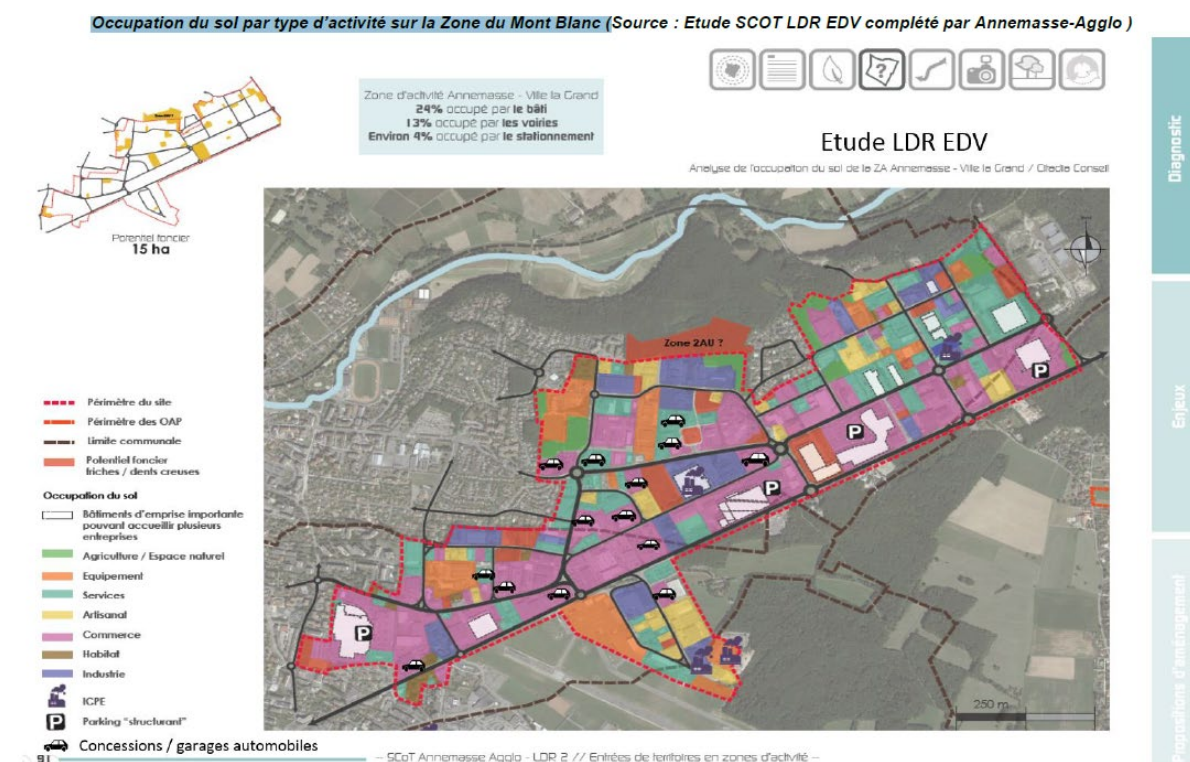 Occupation du sol par type d'activité sur la Zone du Mont Blanc (Source : Etude SCOT LDR EDV complété par Annemasse-Agglo )
Zone d'activité Annemasse - Ville la Grand
24% occupé par le bâti
13% occupé par les voiries
Environ 4% occupé par le stationnement
Etude LDR EDV
Analyse de l'occupation du sol de la ZA Annemasse - Ville la Grand / Citadia Conseil
Potentiel foncier
15 ha
Zone 2AU ?
P
P
P
P
250 m
Périmètre du site
Périmètre des OAP
Limite communale
Potentiel foncier
friches / dents creuses
Occupation du sol
Bâtiments d'emprise importante
pouvant accueillir plusieurs
entreprises
Agriculture / Espace naturel
Equipement
Services
Artisanal
Commerce
Habitat
Industrie
ICPE
P Parking "structurant"
Concessions / garages automobiles
91
— SCoT Annemasse Agglo - LDR 2 // Entrées de territoires en zones d'activité —
Diagnostic
Enjeux
Propositions d'aménagement